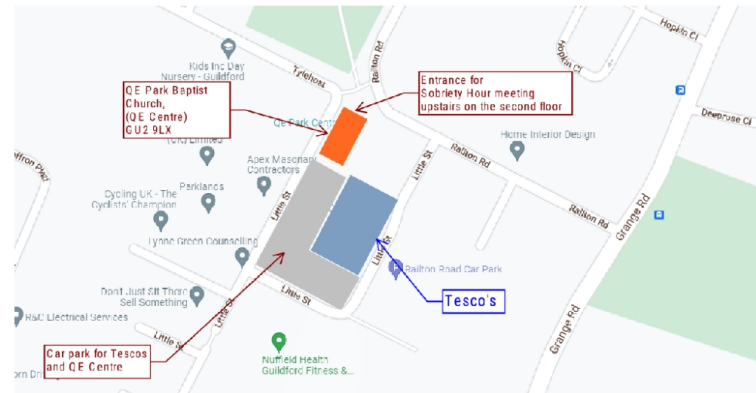 Kids Inc Day
Nursery - Guildford
Tylehost
Railton Rd
Hopkin Cl
Hopkin Cl
QE Park Baptist
Church,
(QE Centre)
GU2 9LX
Entrance for
Sobriety Hour meeting
upstairs on the second floor
QE Park Centr
Deeprose Cl
Home Interior Design
(UK) Limited
Apex Masonary
Contractors
Little St
Railton Rd
Parklands
Cycling UK - The
Cyclists' Champion
Little St
Railton Rd
Grange Rd
Lynne Green Counselling
Little St
Railton Road Car Park
Don't Just Sit There
Sell Something
Little St
Tesco's
R&C Electrical Services
Grange Rd
Little St
Car park for Tescos
and QE Centre
Nuffield Health
Guildford Fitness &...